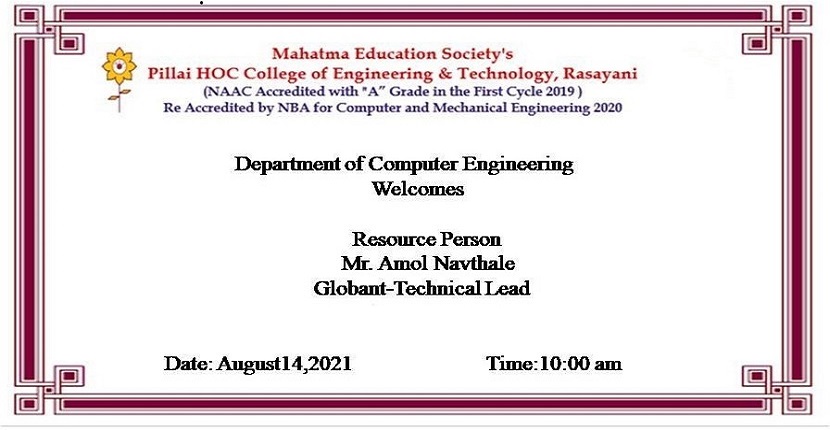 Mahatma Education Society's
Pillai HOC College of Engineering & Technology, Rasayani
(NAAC Accredited with "A" Grade in the First Cycle 2019 )
Re Accredited by NBA for Computer and Mechanical Engineering 2020
Department of Computer Engineering
Welcomes
Resource Person
Mr. Amol Navthale
Globant-Technical Lead
Date: August14,2021 Time:10:00 am